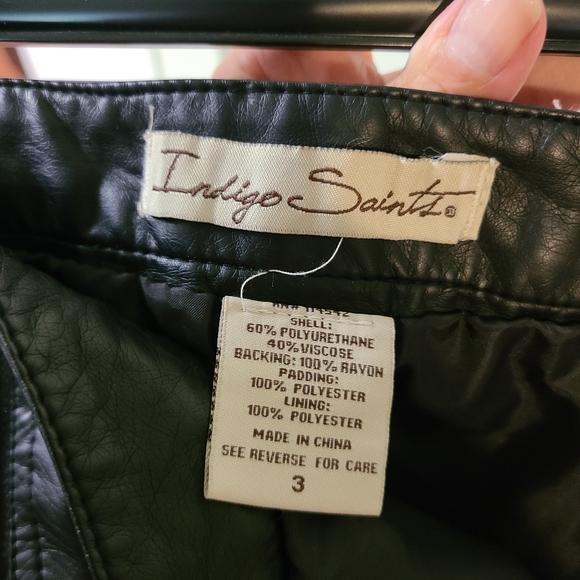 Indigo Saints
SHELL:
60% POLYURETHANE
40% VISCOSE
BACKING: 100% RAYON
PADDING:
100% POLYESTER
LINING:
100% POLYESTER
MADE IN CHINA
SEE REVERSE FOR CARE
3